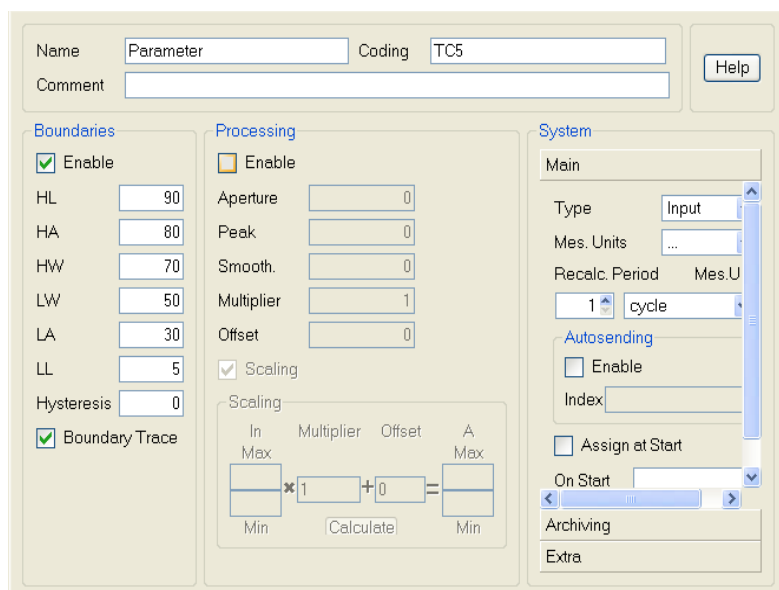 Name Parameter Coding TC5
Help
Comment
Boundaries
Enable
HL 90
HA 80
HW 70
LW 50
LA 30
LL 5
Hysteresis 0
Boundary Trace
Processing
Enable
Aperture 0
Peak 0
Smooth. 0
Multiplier 1
Offset 0
Scaling
Scaling
In Multiplier Offset A
Max Max
× 1 + 0 =
Min Calculate Min
System
Main
Type Input
Mes. Units ...
Recalc. Period Mes.U
1 cycle
Autosending
Enable
Index
Assign at Start
On Start
Archiving
Extra